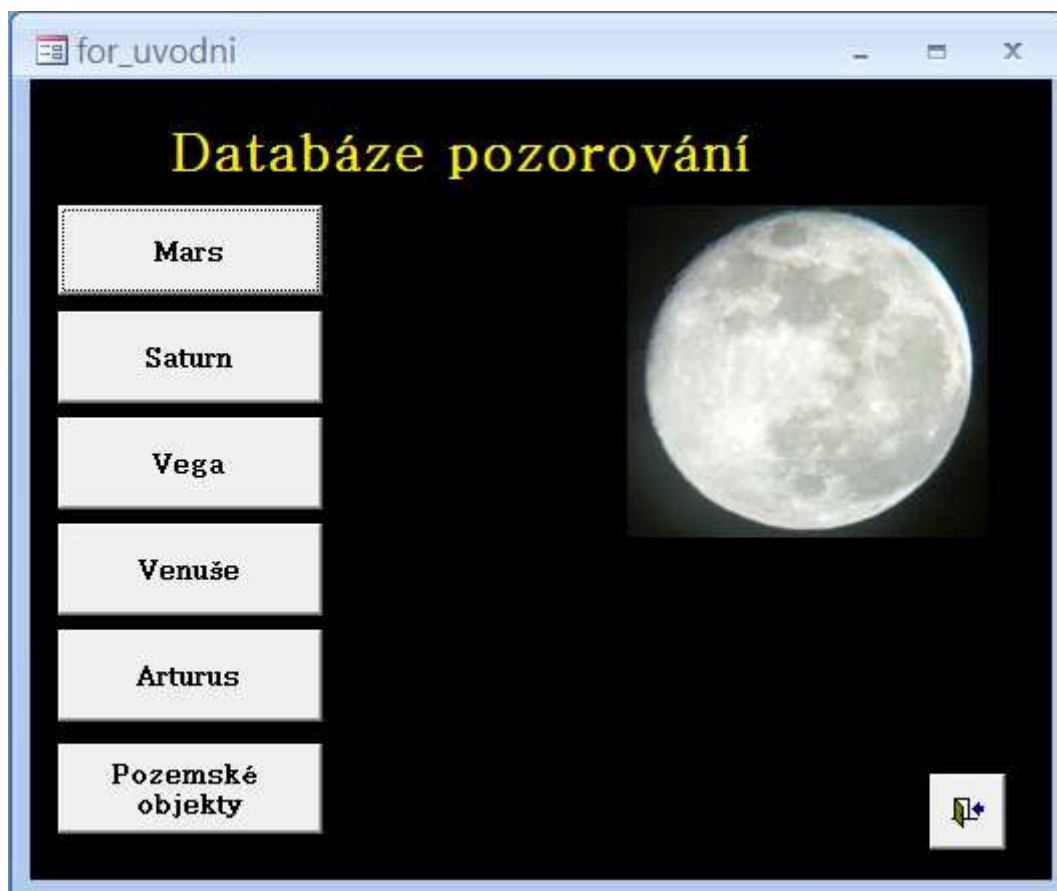 for_uvodni
Databáze pozorování
Mars
Saturn
Vega
Venuše
Arturus
Pozemské
objekty